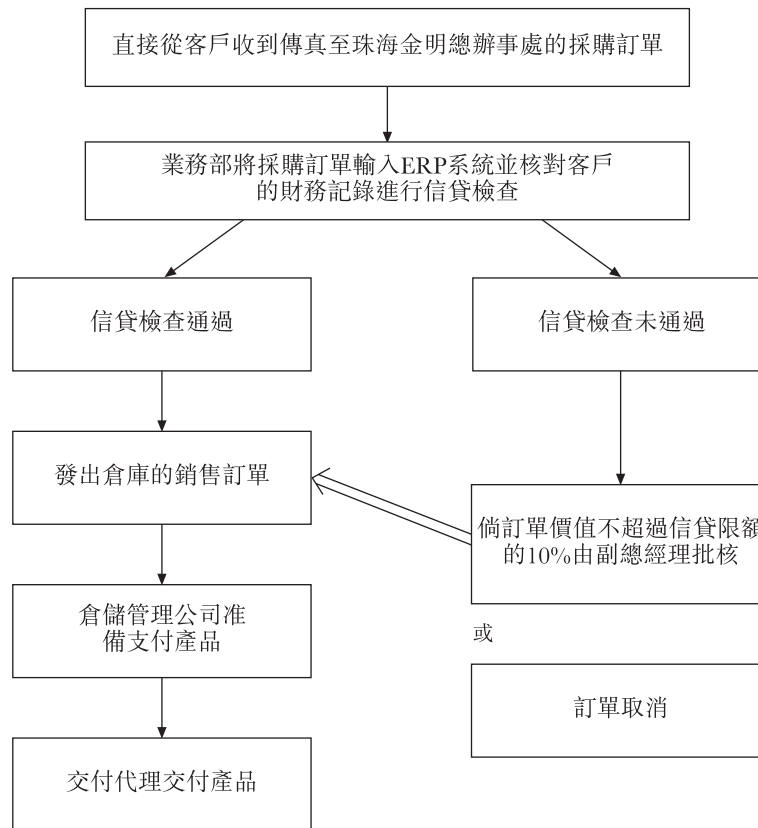 直接從客戶收到傳真至珠海金明總辦事處的採購訂單
業務部將採購訂單輸入ERP系統並核對客戶
的財務記錄進行信貸檢查
信貸檢查通過
信貸檢查未通過
發出倉庫的銷售訂單
倘訂單價值不超過信貸限額
的10%由副總經理批核
倉儲管理公司准
備支付產品
或
訂單取消
交付代理交付產品